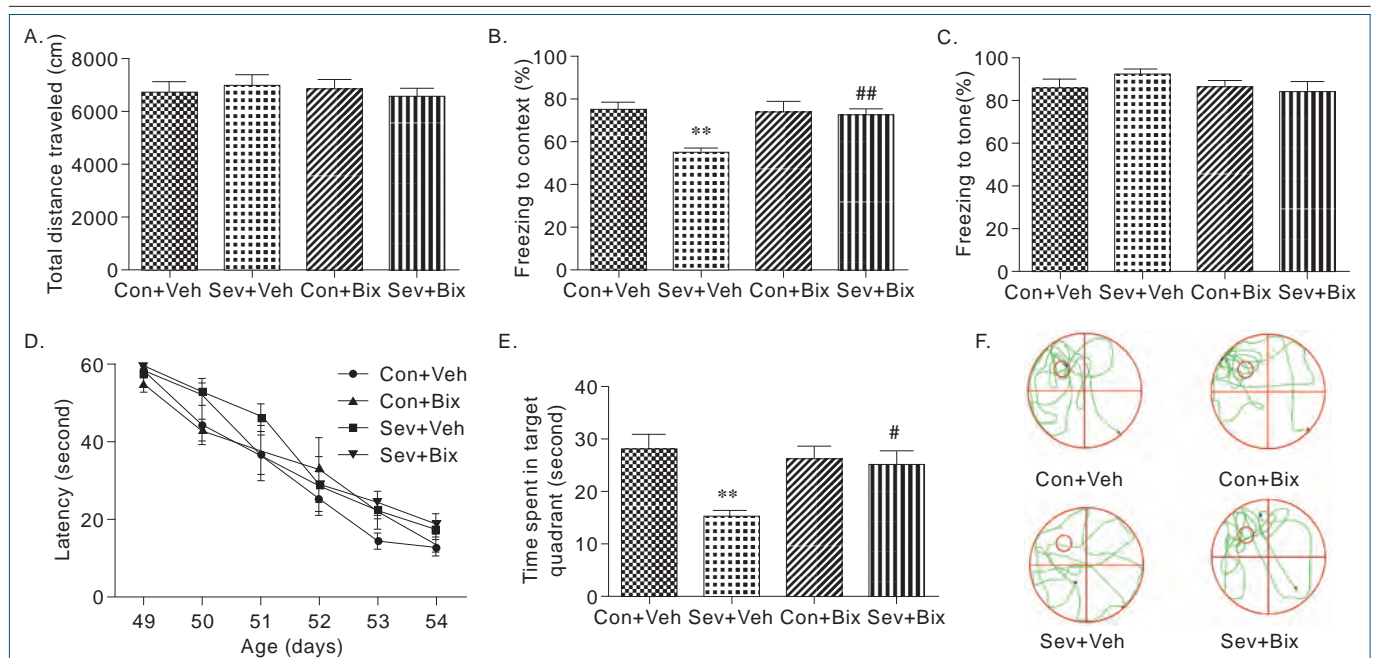 A.
Total distance traveled (cm)
8000
6000
4000
2000
0
Con+Veh Sev+Veh Con+Bix Sev+Bix
B.
Freezing to context (%)
100
80
60
40
20
0
**
##
Con+Veh Sev+Veh Con+Bix Sev+Bix
C.
Freezing to tone(%)
100
80
60
40
20
0
Con+Veh Sev+Veh Con+Bix Sev+Bix
D.
Latency (second)
60
40
20
0
49 50 51 52 53 54
Age (days)
Con+Veh
Con+Bix
Sev+Veh
Sev+Bix
E.
Time spent in target
quadrant (second)
40
30
20
10
0
**
#
Con+Veh Sev+Veh Con+Bix Sev+Bix
F.
Con+Veh Con+Bix
Sev+Veh Sev+Bix